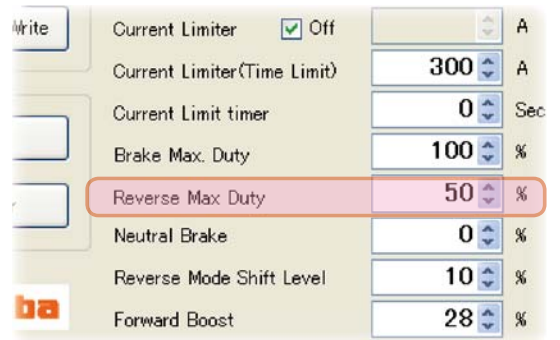 Write
Current Limiter Off A
Current Limiter(Time Limit) 300 A
Current Limit timer 0 Sec
Brake Max. Duty 100 %
Reverse Max Duty 50 %
Neutral Brake 0 %
Reverse Mode Shift Level 10 %
ba
Forward Boost 28 %